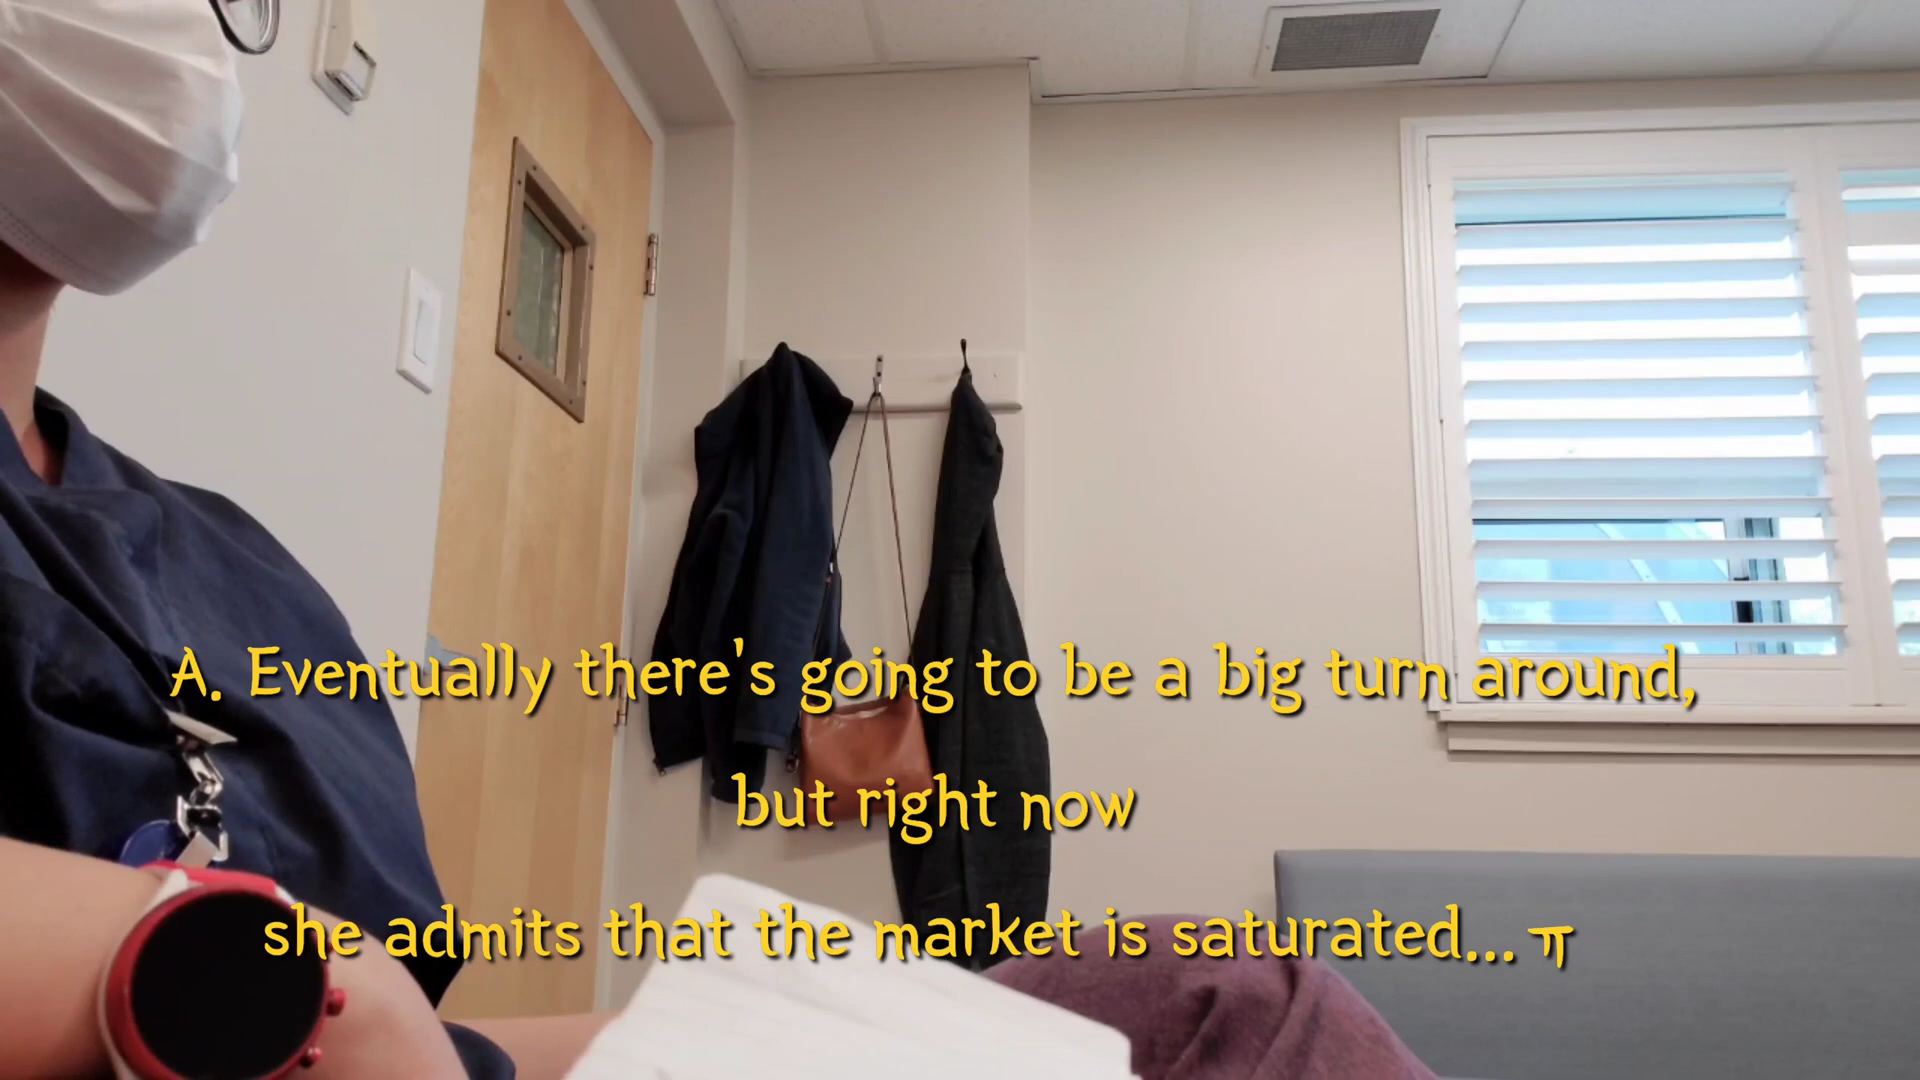 A. Eventually there's going to be a big turn around,
but right now
she admits that the market is saturated...ㅠ